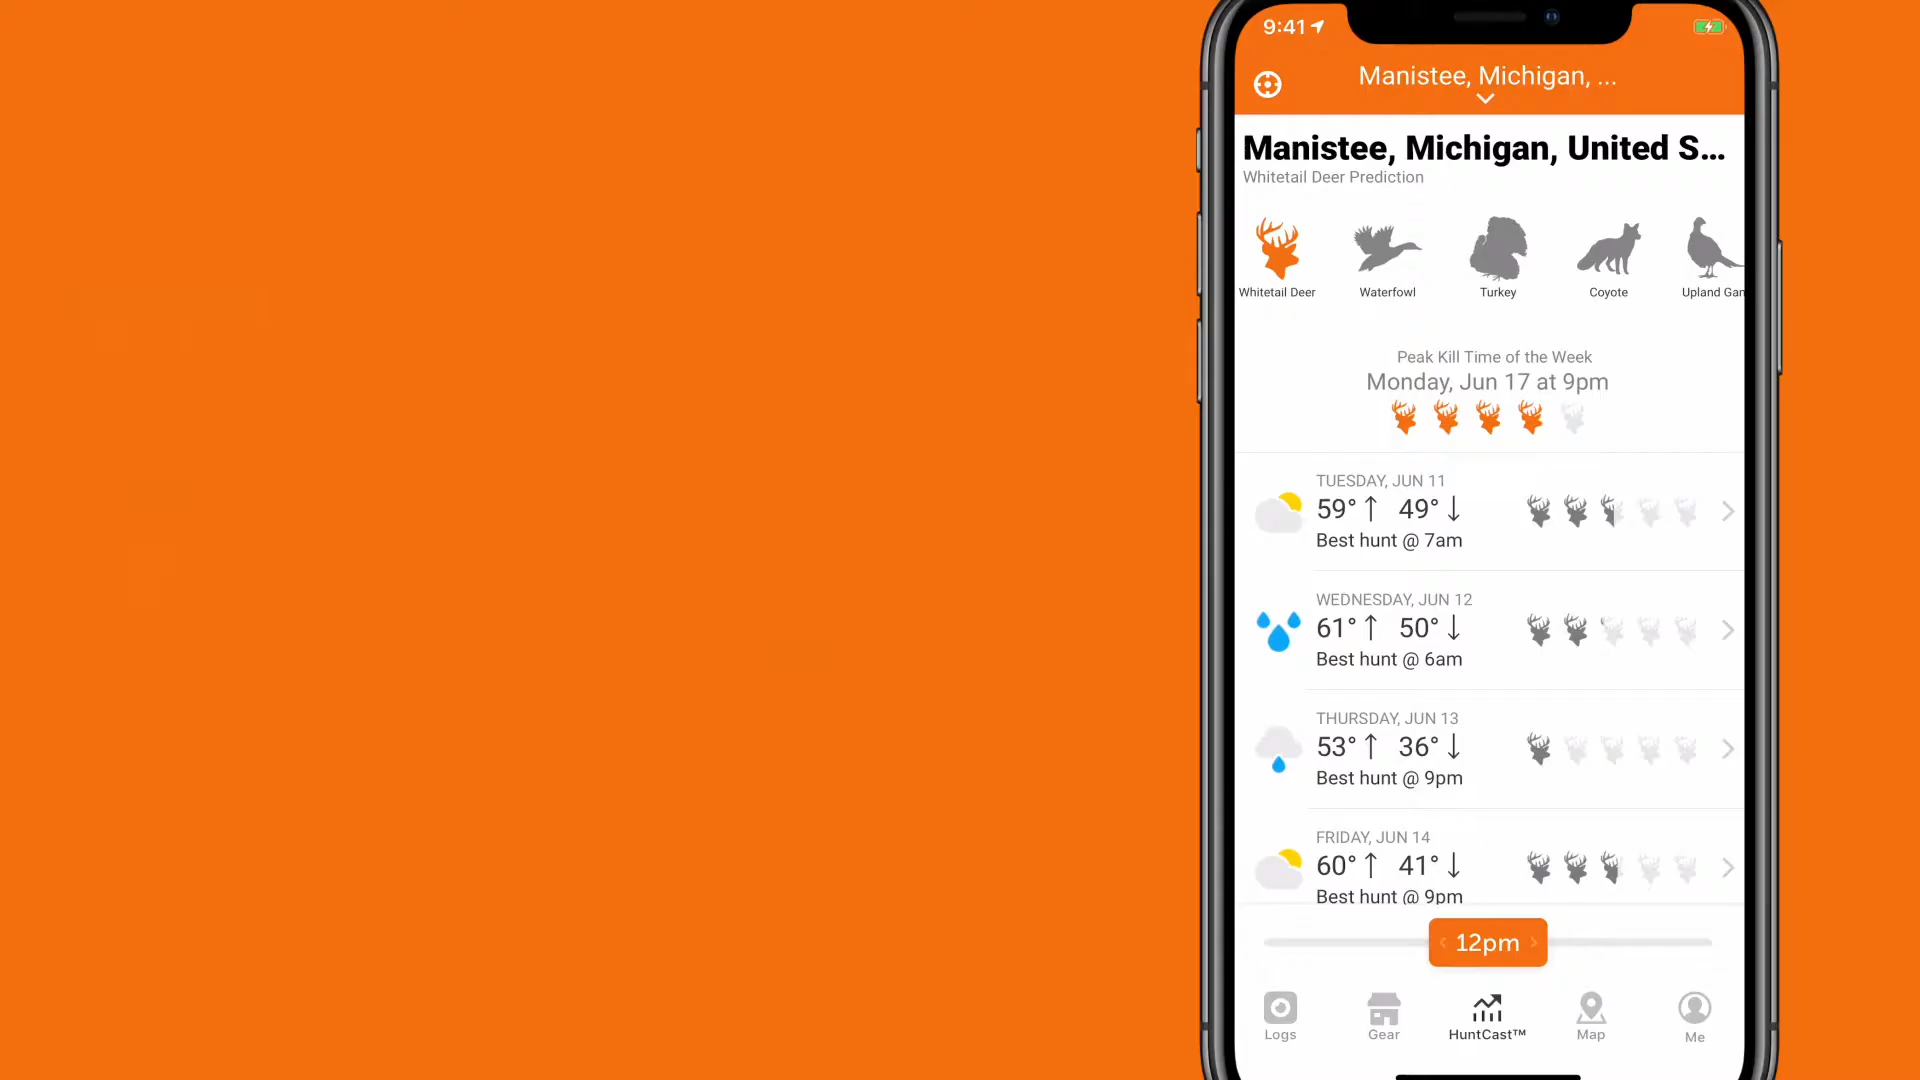 9:41
Manistee, Michigan, ...
Manistee, Michigan, United S...
Whitetail Deer Prediction
Whitetail Deer
Waterfowl
Turkey
Coyote
Upland Gam
Peak Kill Time of the Week
Monday, Jun 17 at 9pm
TUESDAY, JUN 11
59°↑ 49°↓
Best hunt @ 7am
WEDNESDAY, JUN 12
61°↑ 50°↓
Best hunt @ 6am
THURSDAY, JUN 13
53°↑ 36°↓
Best hunt @ 9pm
FRIDAY, JUN 14
60°↑ 41°↓
Best hunt @ 9pm
12pm
Logs
Gear
HuntCast™
Map
Me